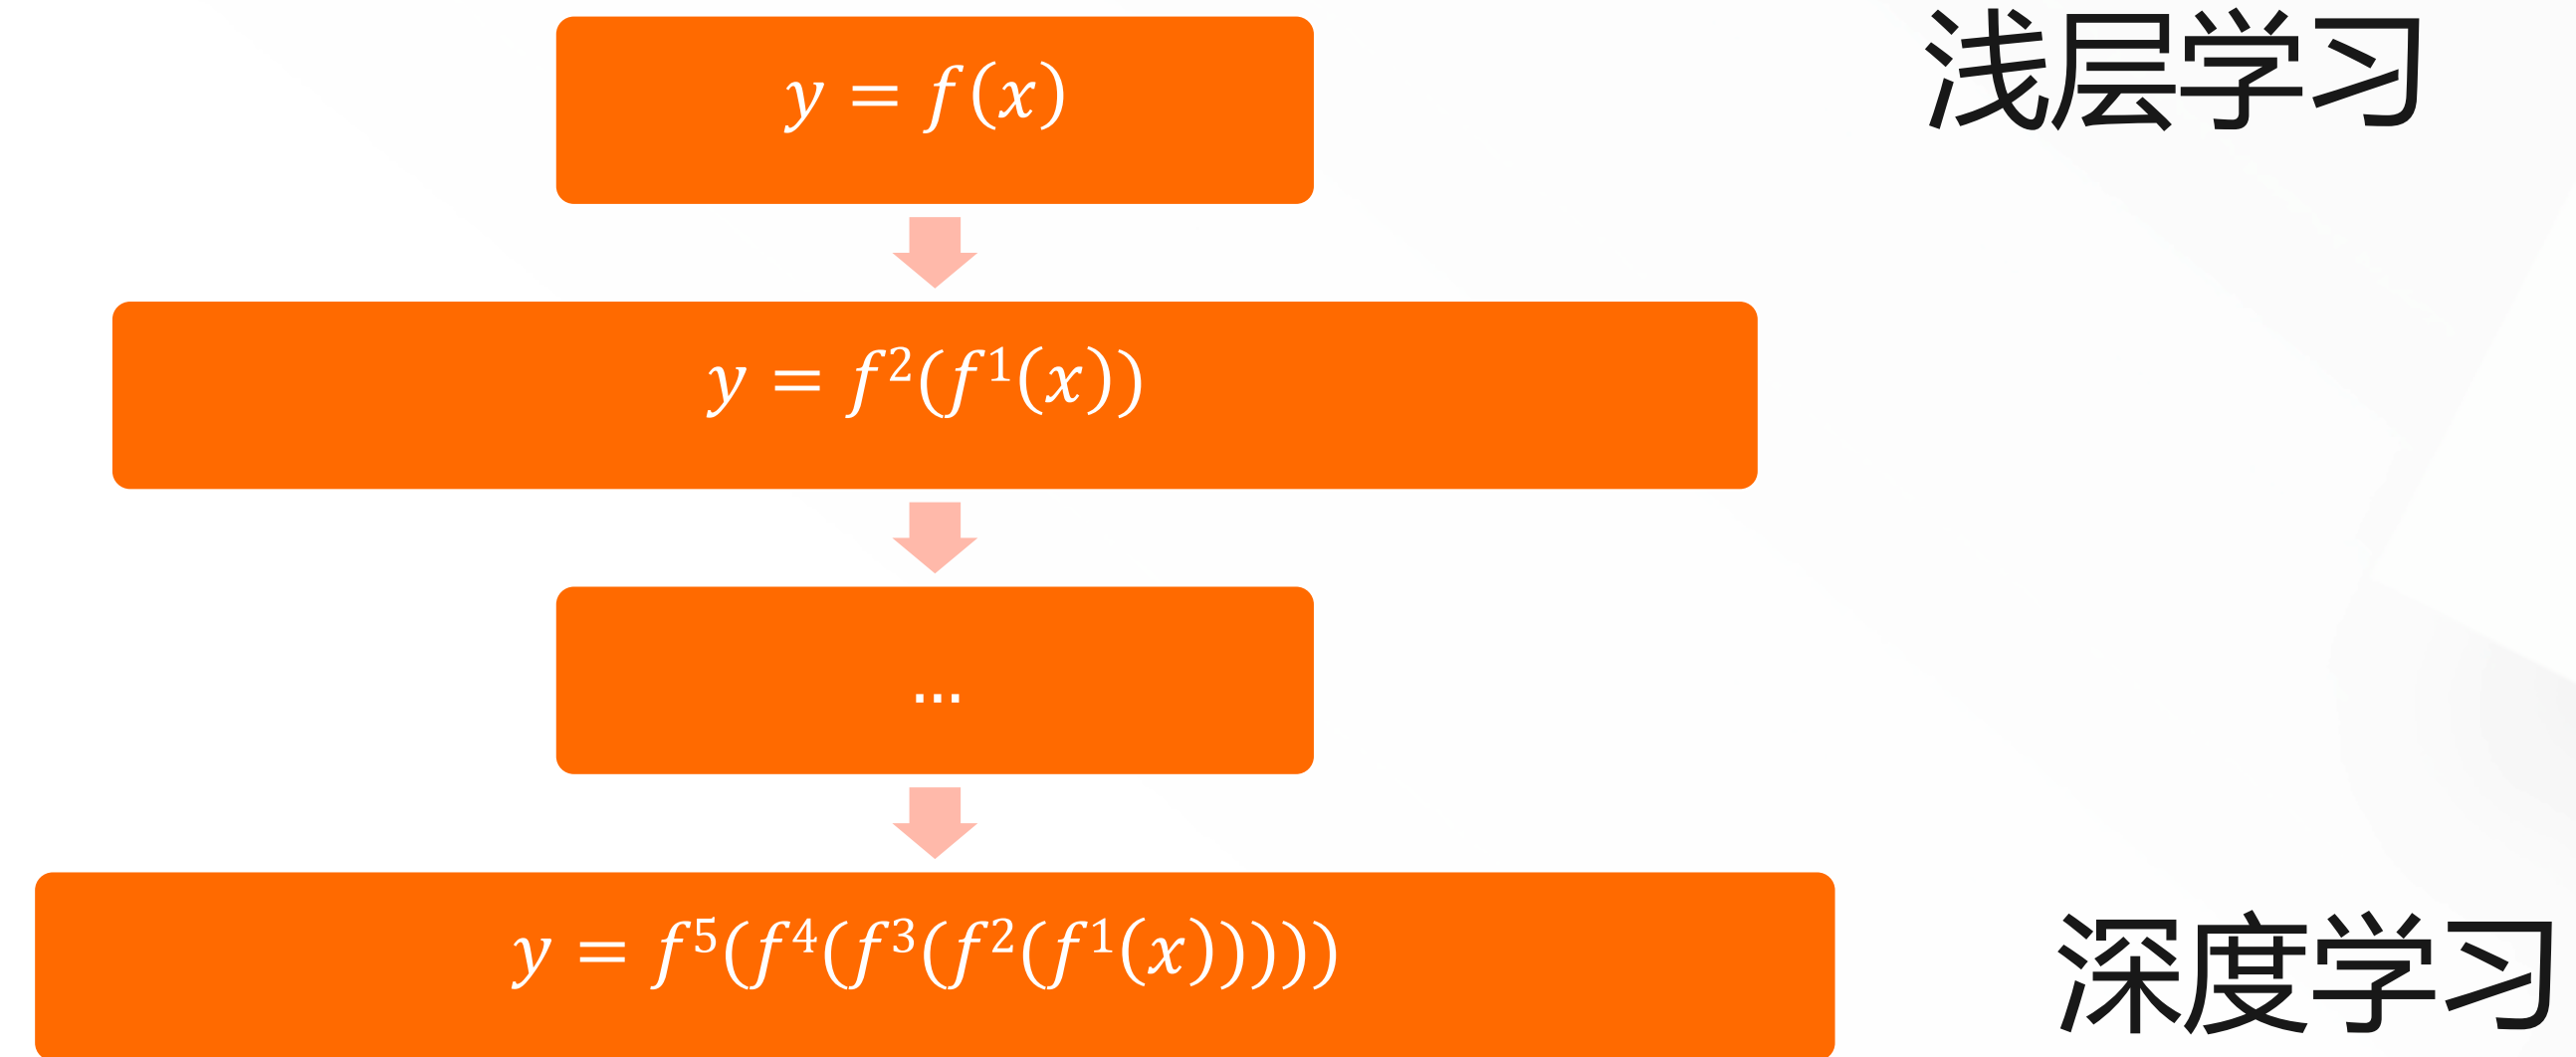 y = f(x)
浅层学习
y = f²(f¹(x))
...
y = f⁵(f⁴(f³(f²(f¹(x)))))
深度学习